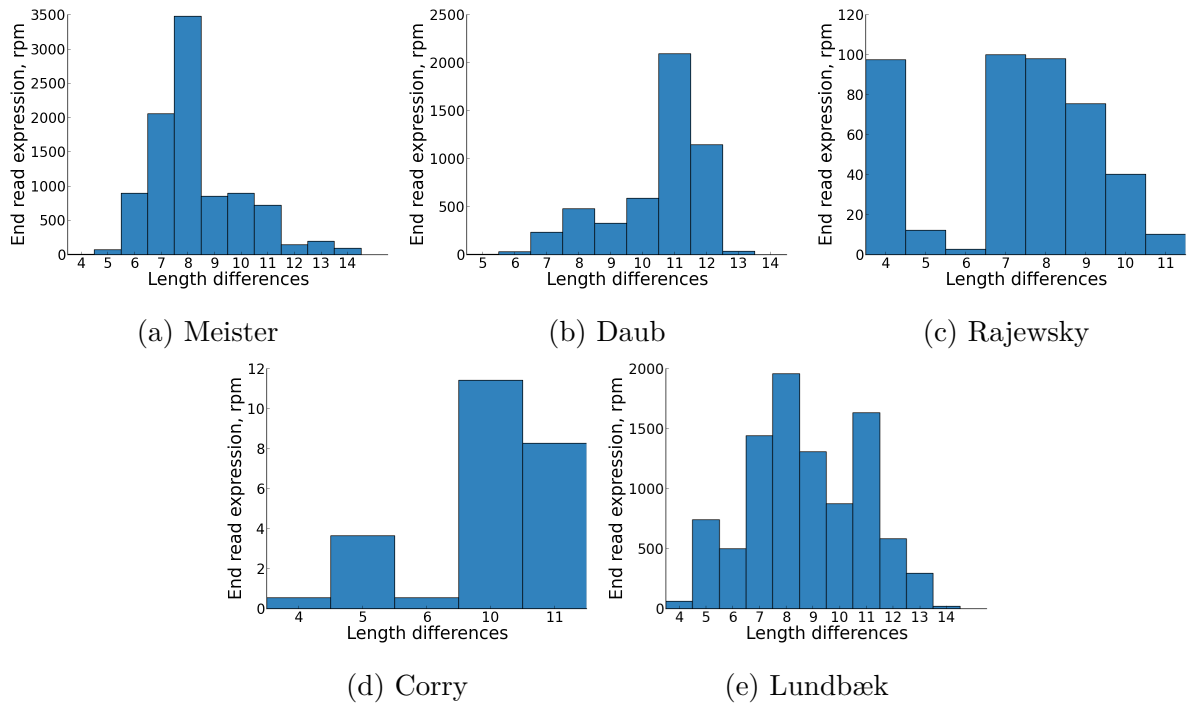 End read expression, rpm
3500
3000
2500
2000
1500
1000
500
0
4 5 6 7 8 9 10 11 12 13 14
Length differences
(a) Meister
End read expression, rpm
2500
2000
1500
1000
500
0
5 6 7 8 9 10 11 12 13 14
Length differences
(b) Daub
End read expression, rpm
120
100
80
60
40
20
0
4 5 6 7 8 9 10 11
Length differences
(c) Rajewsky
End read expression, rpm
12
10
8
6
4
2
0
4 5 6 10 11
Length differences
(d) Corry
End read expression, rpm
2000
1500
1000
500
0
4 5 6 7 8 9 10 11 12 13 14
Length differences
(e) Lundbæk